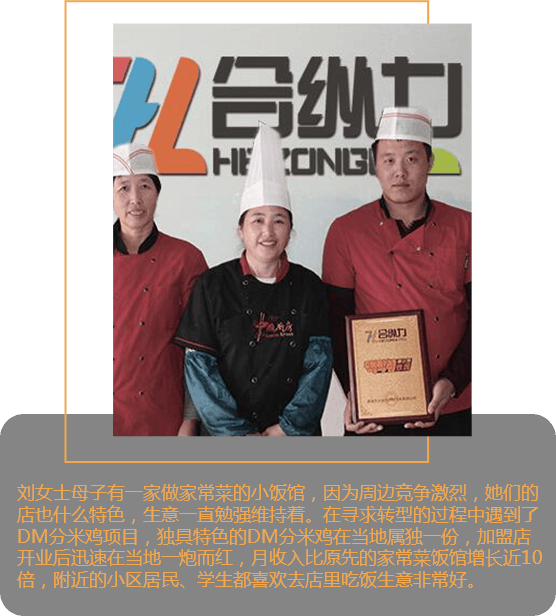 合纵力
HEZONGLI
合纵力
刘女士母子有一家做家常菜的小饭馆，因为周边竞争激烈，她们的
店也什么特色，生意一直勉强维持着。在寻求转型的过程中遇到了
DM分米鸡项目，独具特色的DM分米鸡在当地属独一份，加盟店
开业后迅速在当地一炮而红，月收入比原先的家常菜饭馆增长近10
倍，附近的小区居民、学生都喜欢去店里吃饭生意非常好。